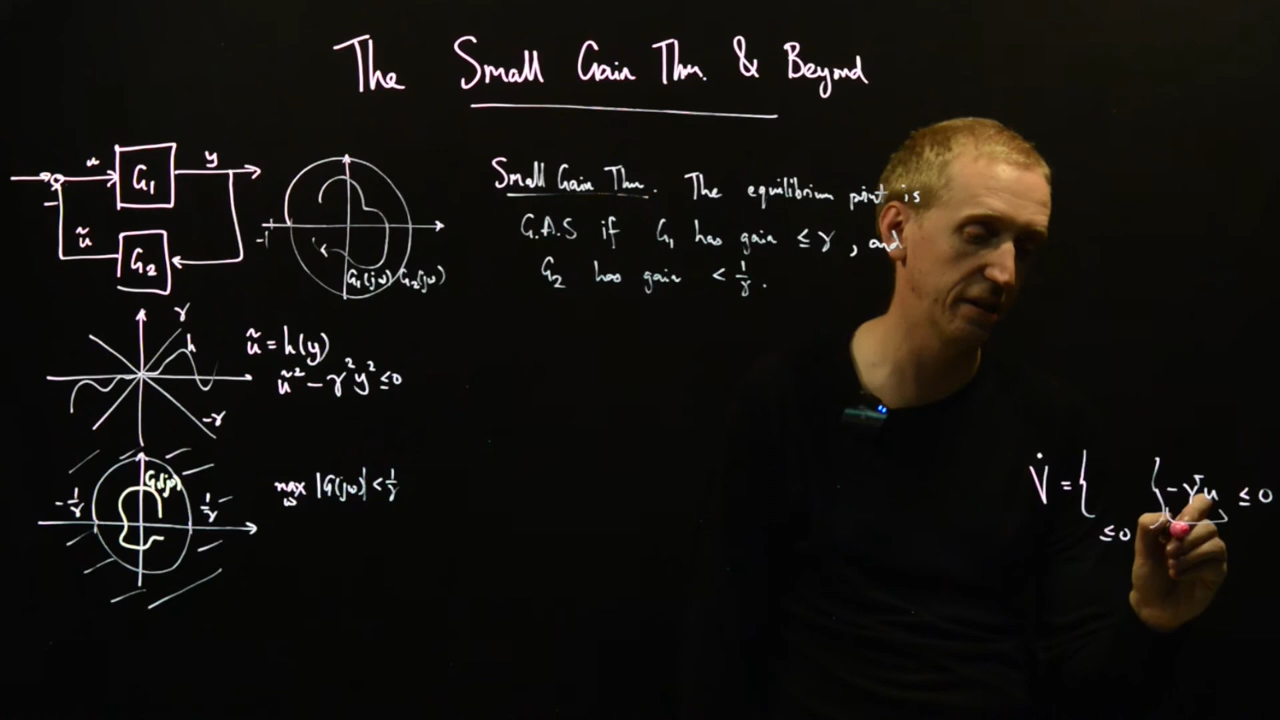 The Small Gain Thm. & Beyond
u G₁ y
−
ũ G₂
-1
G₁(jω) G₂(jω)
Small Gain Thm. The equilibrium point is
G.A.S if G₁ has gain ≤ γ, and
G₂ has gain < 1/γ.
γ
h
-γ
ũ = h(y)
ũ² − γ²y² ≤ 0
G(jω)
-1/γ 1/γ
max |G(jω)| < 1/γ
ω
V̇ = { } − yᵀu ≤ 0
≤ 0